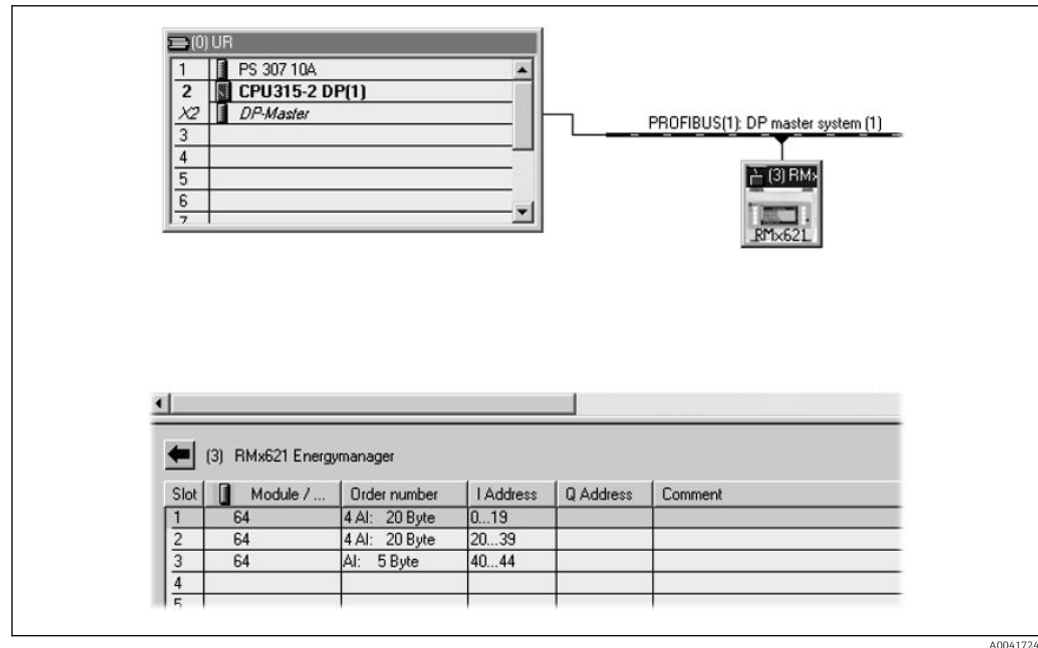 (0) UR
1 PS 307 10A
2 CPU315-2 DP(1)
X2 DP-Master
3
4
5
6
7
PROFIBUS(1): DP master system (1)
(3) RMx
RMx621
(3) RMx621 Energymanager
Slot Module / ... Order number I Address Q Address Comment
1 64 4 AI: 20 Byte 0...19
2 64 4 AI: 20 Byte 20...39
3 64 AI: 5 Byte 40...44
4
5
A0041724